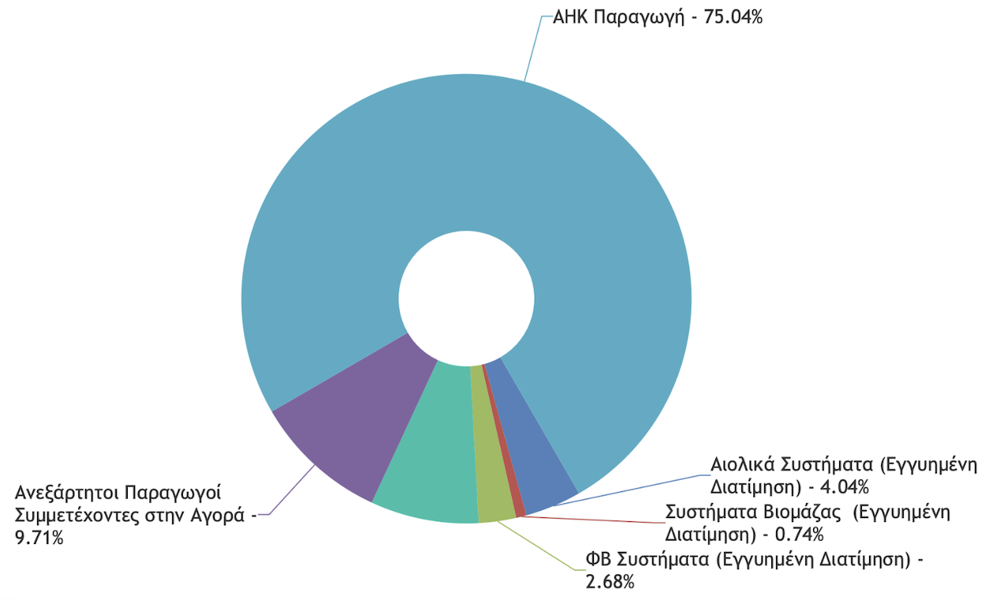 ΑΗΚ Παραγωγή - 75.04%
Αιολικά Συστήματα (Εγγυημένη
Διατίμηση) - 4.04%
Συστήματα Βιομάζας  (Εγγυημένη
Διατίμηση) - 0.74%
ΦΒ Συστήματα (Εγγυημένη Διατίμηση) -
2.68%
Ανεξάρτητοι Παραγωγοί
Συμμετέχοντες στην Αγορά -
9.71%